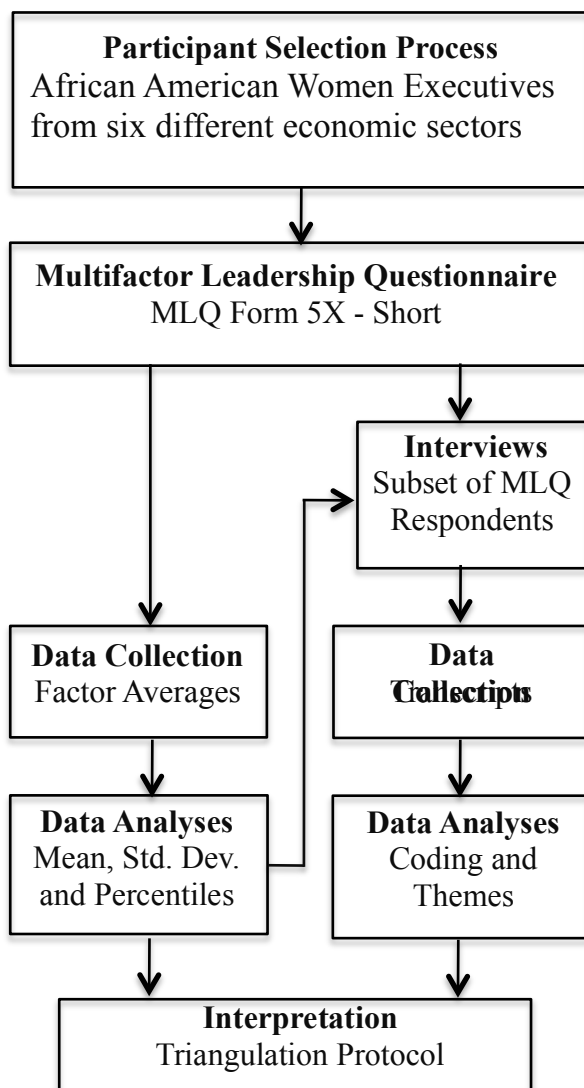 Participant Selection Process
African American Women Executives
from six different economic sectors
Multifactor Leadership Questionnaire
MLQ Form 5X - Short
Interviews
Subset of MLQ
Respondents
Data Collection
Factor Averages
Data
Collection
Transcripts
Data Analyses
Mean, Std. Dev.
and Percentiles
Data Analyses
Coding and
Themes
Interpretation
Triangulation Protocol